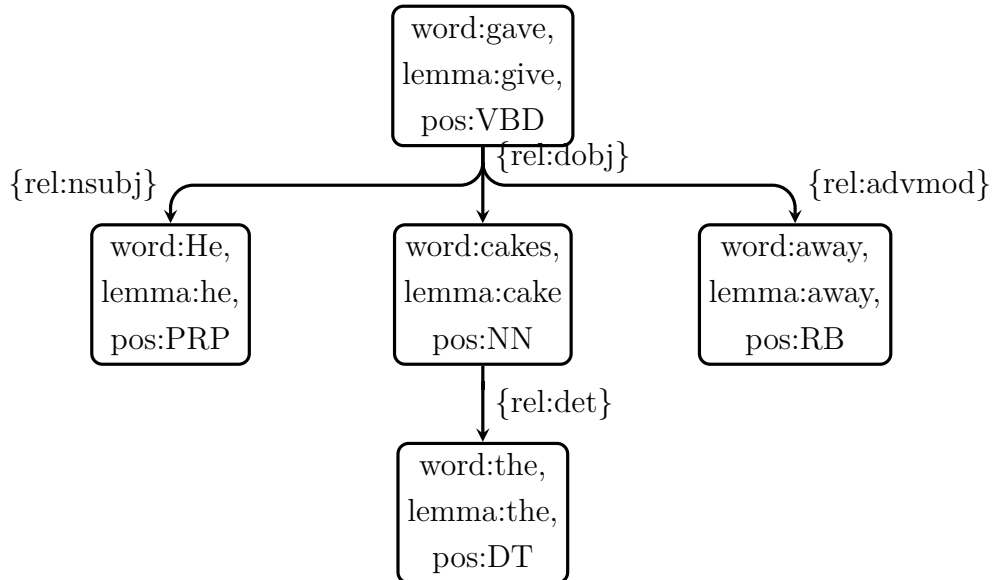 word:gave,
lemma:give,
pos:VBD
{rel:dobj}
{rel:nsubj}
{rel:advmod}
word:He,
lemma:he,
pos:PRP
word:cakes,
lemma:cake
pos:NN
word:away,
lemma:away,
pos:RB
{rel:det}
word:the,
lemma:the,
pos:DT